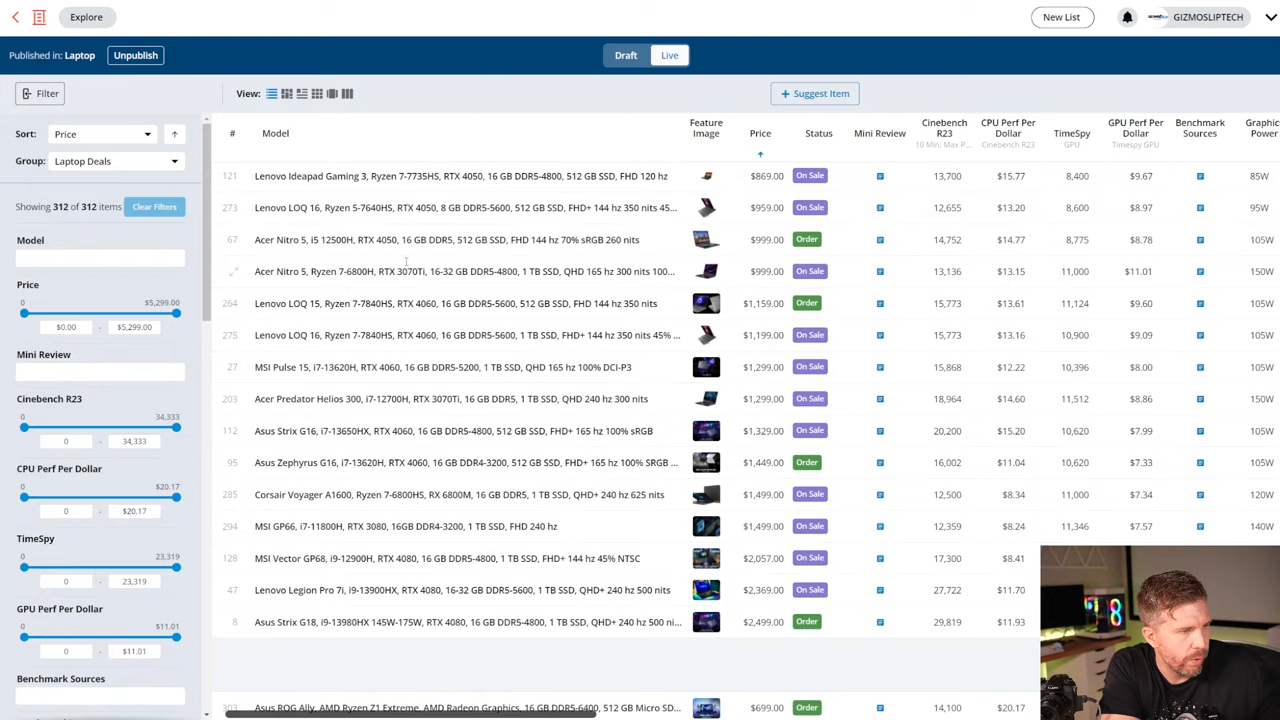 Explore
New List
GIZMOSLIPTECH
Published in: Laptop
Unpublish
Draft
Live
Filter
View:
+ Suggest Item
Sort:
Price
Group:
Laptop Deals
Showing 312 of 312 items
Clear Filters
Model
Price
0 $5,299.00
$0.00 - $5,299.00
Mini Review
Cinebench R23
0 34,333
0 - 34,333
CPU Perf Per Dollar
0 $20.17
0 - $20.17
TimeSpy
0 23,319
0 - 23,319
GPU Perf Per Dollar
0 $11.01
0 - $11.01
Benchmark Sources
# Model Feature Image Price Status Mini Review Cinebench R23 10 Min, Max P... CPU Perf Per Dollar Cinebench R23 TimeSpy GPU GPU Perf Per Dollar Timespy GPU Benchmark Sources Graphic Power
121 Lenovo Ideapad Gaming 3, Ryzen 7-7735HS, RTX 4050, 16 GB DDR5-4800, 512 GB SSD, FHD 120 hz $869.00 On Sale 13,700 $15.77 8,400 $9.67 85W
273 Lenovo LOQ 16, Ryzen 5-7640HS, RTX 4050, 8 GB DDR5-5600, 512 GB SSD, FHD+ 144 hz 350 nits 45... $959.00 On Sale 12,655 $13.20 8,600 $8.97 95W
67 Acer Nitro 5, i5 12500H, RTX 4050, 16 GB DDR5, 512 GB SSD, FHD 144 hz 70% sRGB 260 nits $999.00 Order 14,752 $14.77 8,775 $8.78 105W
Acer Nitro 5, Ryzen 7-6800H, RTX 3070Ti, 16-32 GB DDR5-4800, 1 TB SSD, QHD 165 hz 300 nits 100... $999.00 On Sale 13,136 $13.15 11,000 $11.01 150W
264 Lenovo LOQ 15, Ryzen 7-7840HS, RTX 4060, 16 GB DDR5-5600, 512 GB SSD, FHD 144 hz 350 nits $1,159.00 Order 15,773 $13.61 11,124 $9.60 105W
275 Lenovo LOQ 16, Ryzen 7-7840HS, RTX 4060, 16 GB DDR5-5600, 1 TB SSD, FHD+ 144 hz 350 nits 45% ... $1,199.00 On Sale 15,773 $13.16 10,900 $9.09 105W
27 MSI Pulse 15, i7-13620H, RTX 4060, 16 GB DDR5-5200, 1 TB SSD, QHD 165 hz 100% DCI-P3 $1,299.00 On Sale 15,868 $12.22 10,396 $8.00 105W
203 Acer Predator Helios 300, i7-12700H, RTX 3070Ti, 16 GB DDR5, 1 TB SSD, QHD 240 hz 300 nits $1,299.00 On Sale 18,964 $14.60 11,512 $8.86 150W
112 Asus Strix G16, i7-13650HX, RTX 4060, 16 GB DDR5-4800, 512 GB SSD, FHD+ 165 hz 100% sRGB $1,329.00 On Sale 20,200 $15.20 10,620 $7.99 105W
95 Asus Zephyrus G16, i7-13620H, RTX 4060, 16 GB DDR4-3200, 512 GB SSD, FHD+ 165 hz 100% SRGB ... $1,449.00 Order 16,002 $11.04 10,620 $7.33 105W
285 Corsair Voyager A1600, Ryzen 7-6800HS, RX 6800M, 16 GB DDR5, 1 TB SSD, QHD+ 240 hz 625 nits $1,499.00 On Sale 12,500 $8.34 11,000 $7.34 120W
294 MSI GP66, i7-11800H, RTX 3080, 16GB DDR4-3200, 1 TB SSD, FHD 240 hz $1,499.00 On Sale 12,359 $8.24 11,346 $7.57 140W
128 MSI Vector GP68, i9-12900H, RTX 4080, 16 GB DDR5-4800, 1 TB SSD, FHD+ 144 hz 45% NTSC $2,057.00 On Sale 17,300 $8.41
47 Lenovo Legion Pro 7i, i9-13900HX, RTX 4080, 16-32 GB DDR5-5600, 1 TB SSD, QHD+ 240 hz 500 nits $2,369.00 On Sale 27,722 $11.70
8 Asus Strix G18, i9-13980HX 145W-175W, RTX 4080, 16 GB DDR5-4800, 1 TB SSD, QHD+ 240 hz 500 ni... $2,499.00 Order 29,819 $11.93
303 Asus ROG Ally, AMD Ryzen Z1 Extreme, AMD Radeon Graphics, 16 GB DDR5-6400, 512 GB Micro SD... $699.00 Order 14,100 $20.17